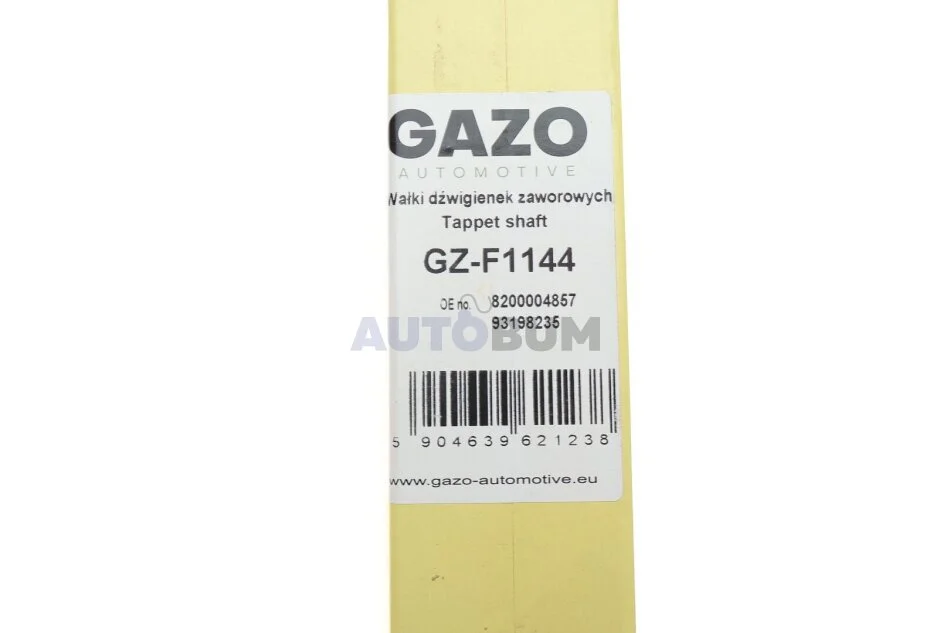 GAZO
AUTOMOTIVE
Wałki dźwigienek zaworowych
Tappet shaft
GZ-F1144
OE no. 8200004857
93198235
AUTOBUM
5 904639 621238
www.gazo-automotive.eu